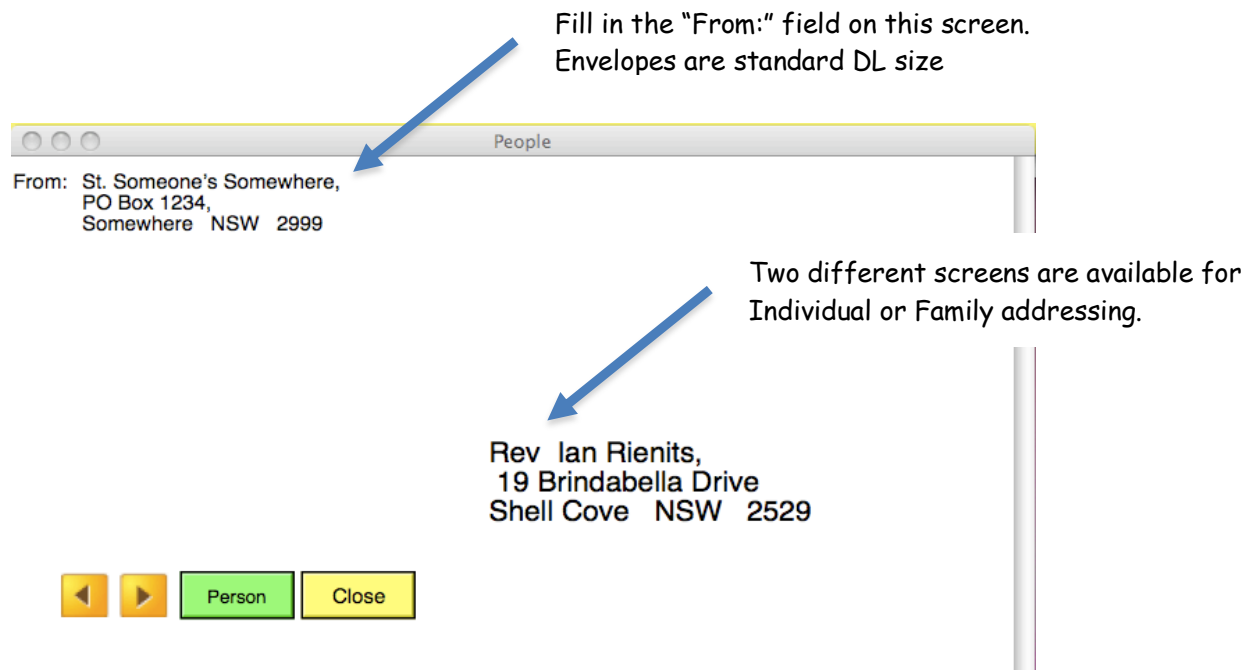 Fill in the “From:” field on this screen.
Envelopes are standard DL size
People
From: St. Someone's Somewhere,
PO Box 1234,
Somewhere NSW 2999
Two different screens are available for
Individual or Family addressing.
Rev Ian Rienits,
19 Brindabella Drive
Shell Cove NSW 2529
Person Close